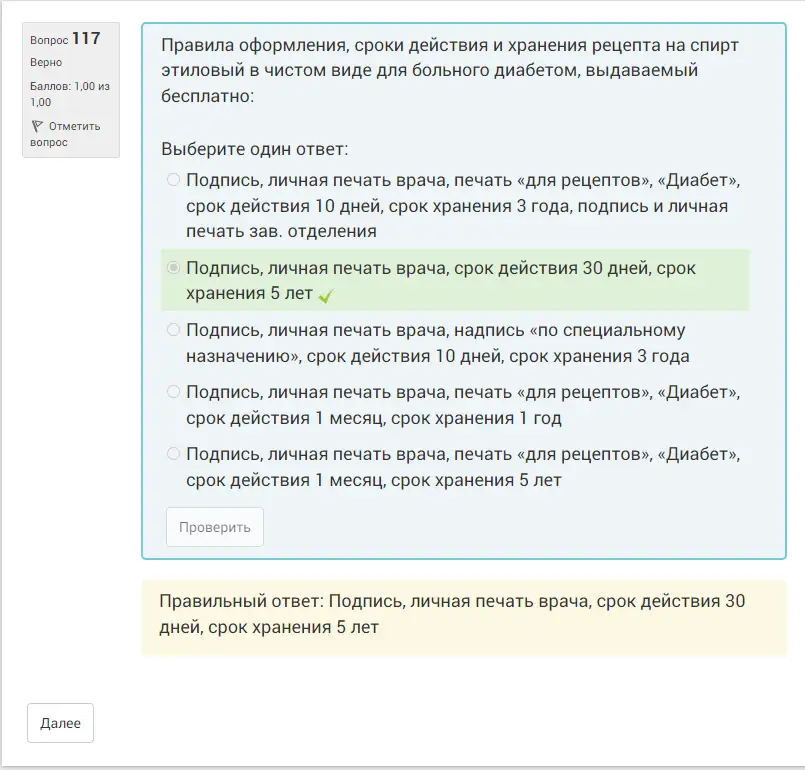 Вопрос 117
Верно
Баллов: 1,00 из
1,00
Отметить
вопрос
Правила оформления, сроки действия и хранения рецепта на спирт
этиловый в чистом виде для больного диабетом, выдаваемый
бесплатно:
Выберите один ответ:
Подпись, личная печать врача, печать «для рецептов», «Диабет»,
срок действия 10 дней, срок хранения 3 года, подпись и личная
печать зав. отделения
Подпись, личная печать врача, срок действия 30 дней, срок
хранения 5 лет
Подпись, личная печать врача, надпись «по специальному
назначению», срок действия 10 дней, срок хранения 3 года
Подпись, личная печать врача, печать «для рецептов», «Диабет»,
срок действия 1 месяц, срок хранения 1 год
Подпись, личная печать врача, печать «для рецептов», «Диабет»,
срок действия 1 месяц, срок хранения 5 лет
Проверить
Правильный ответ: Подпись, личная печать врача, срок действия 30
дней, срок хранения 5 лет
Далее